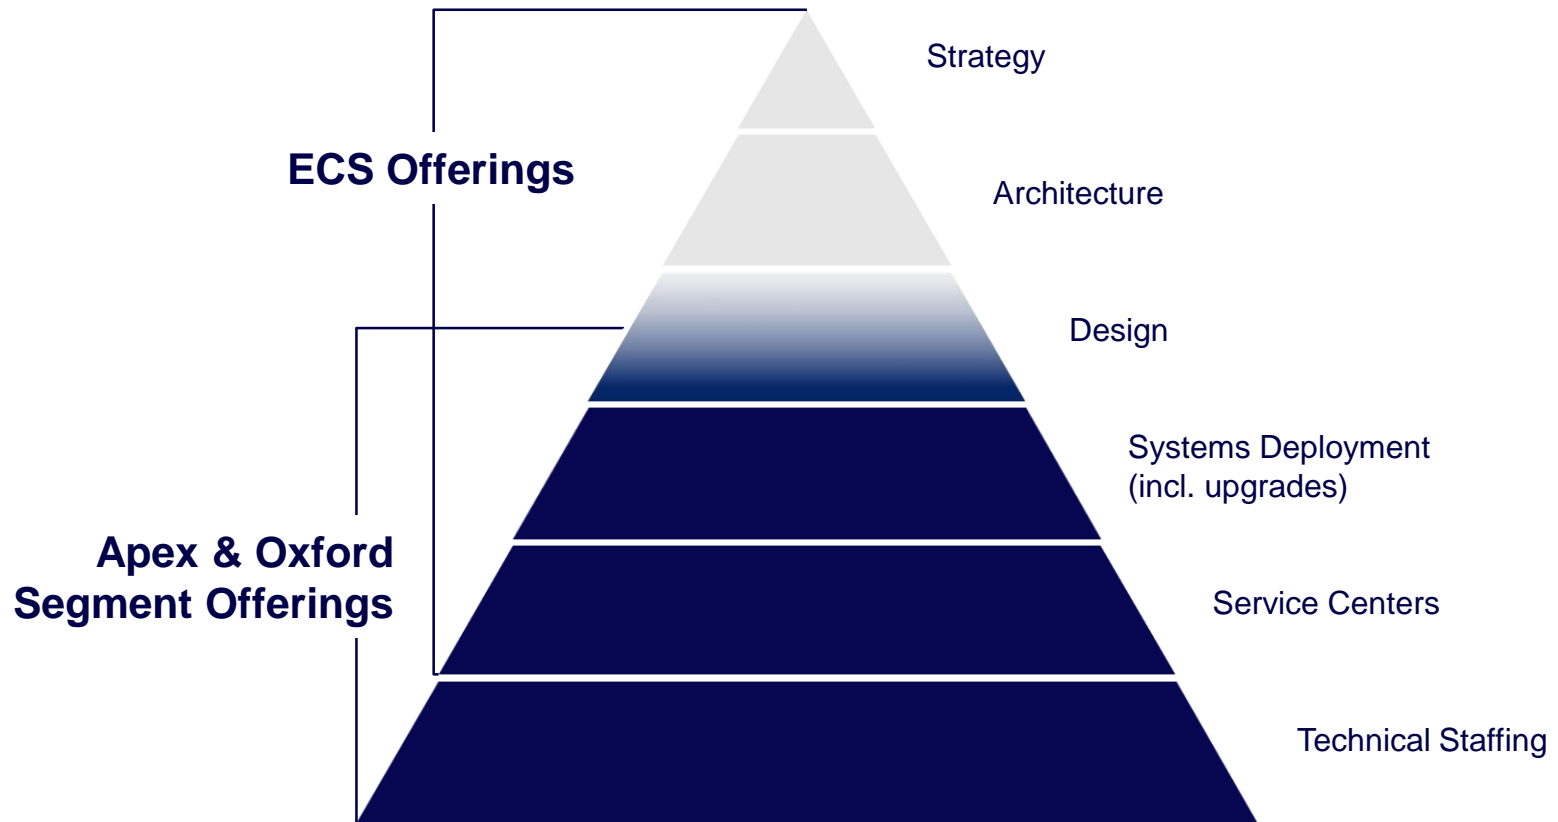 Strategy
ECS Offerings
Architecture
Design
Systems Deployment
(incl. upgrades)
Apex & Oxford
Segment Offerings
Service Centers
Technical Staffing